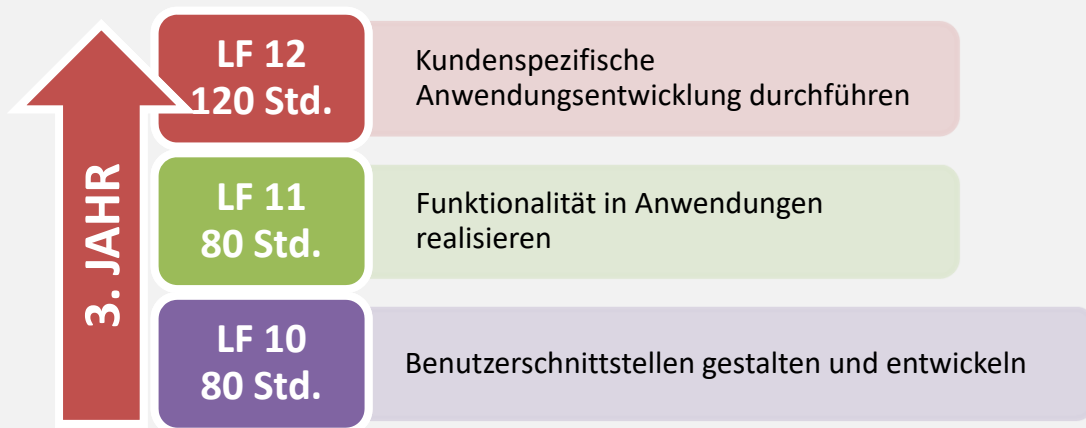 3. JAHR
LF 12
120 Std.
Kundenspezifische
Anwendungsentwicklung durchführen
LF 11
80 Std.
Funktionalität in Anwendungen
realisieren
LF 10
80 Std.
Benutzerschnittstellen gestalten und entwickeln